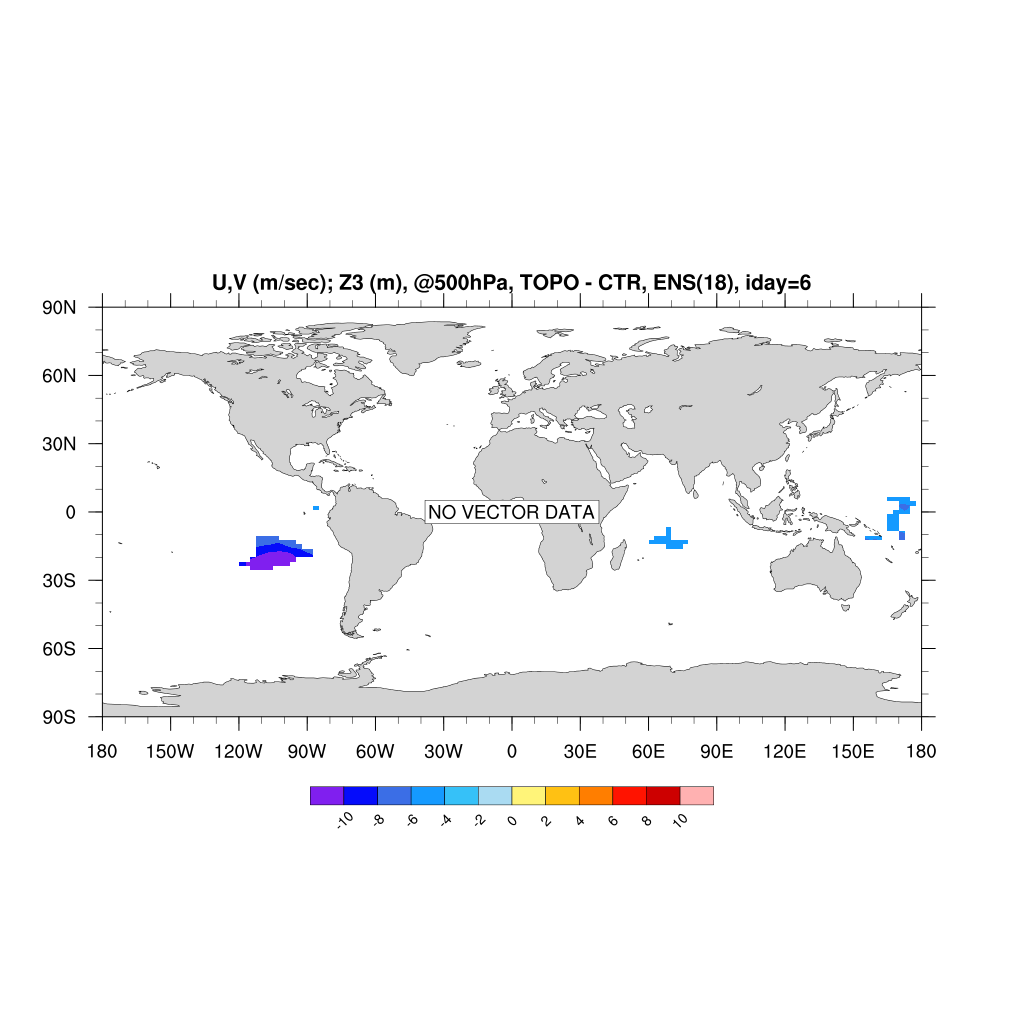 U,V (m/sec); Z3 (m), @500hPa, TOPO - CTR, ENS(18), iday=6
90N
60N
30N
0
30S
60S
90S
NO VECTOR DATA
180 150W 120W 90W 60W 30W 0 30E 60E 90E 120E 150E 180
-10 -8 -6 -4 -2 0 2 4 6 8 10